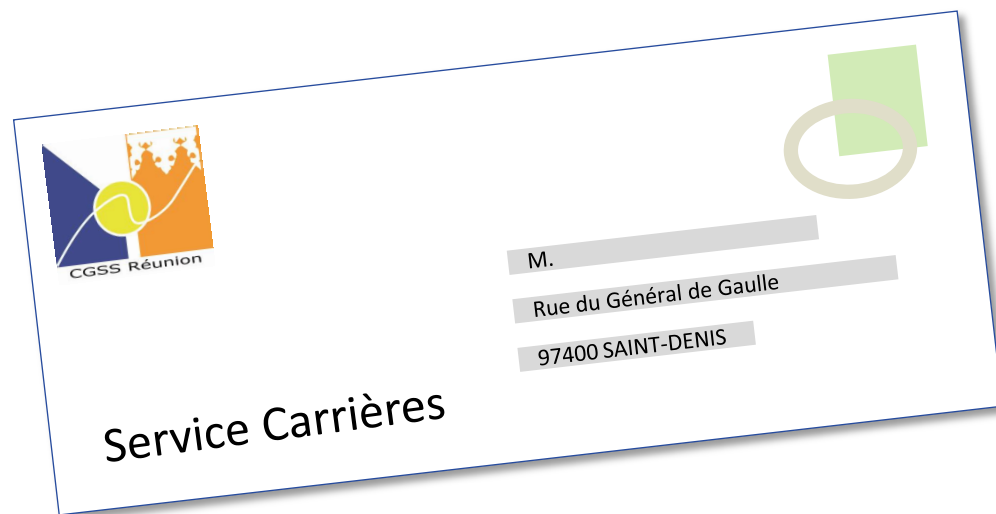 CGSS Réunion
M.
Rue du Général de Gaulle
97400 SAINT-DENIS
Service Carrières